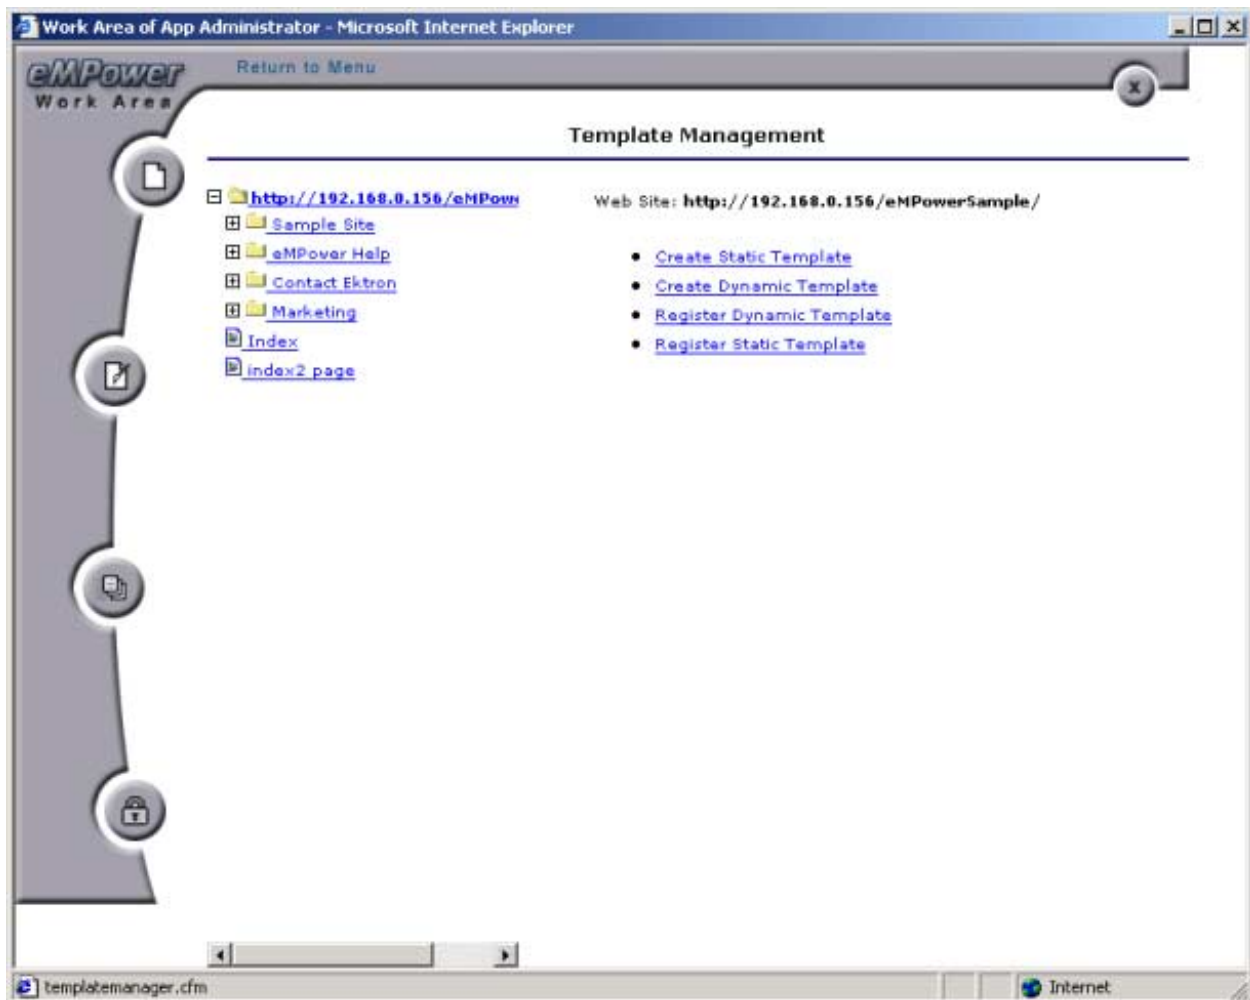 Work Area of App Administrator - Microsoft Internet Explorer
eMPower
Work Area
Return to Menu
x
Template Management
http://192.168.0.156/eMPow
Sample Site
eMPower Help
Contact Ektron
Marketing
Index
index2 page
Web Site: http://192.168.0.156/eMPowerSample/
• Create Static Template
• Create Dynamic Template
• Register Dynamic Template
• Register Static Template
templatemanager.cfm
Internet